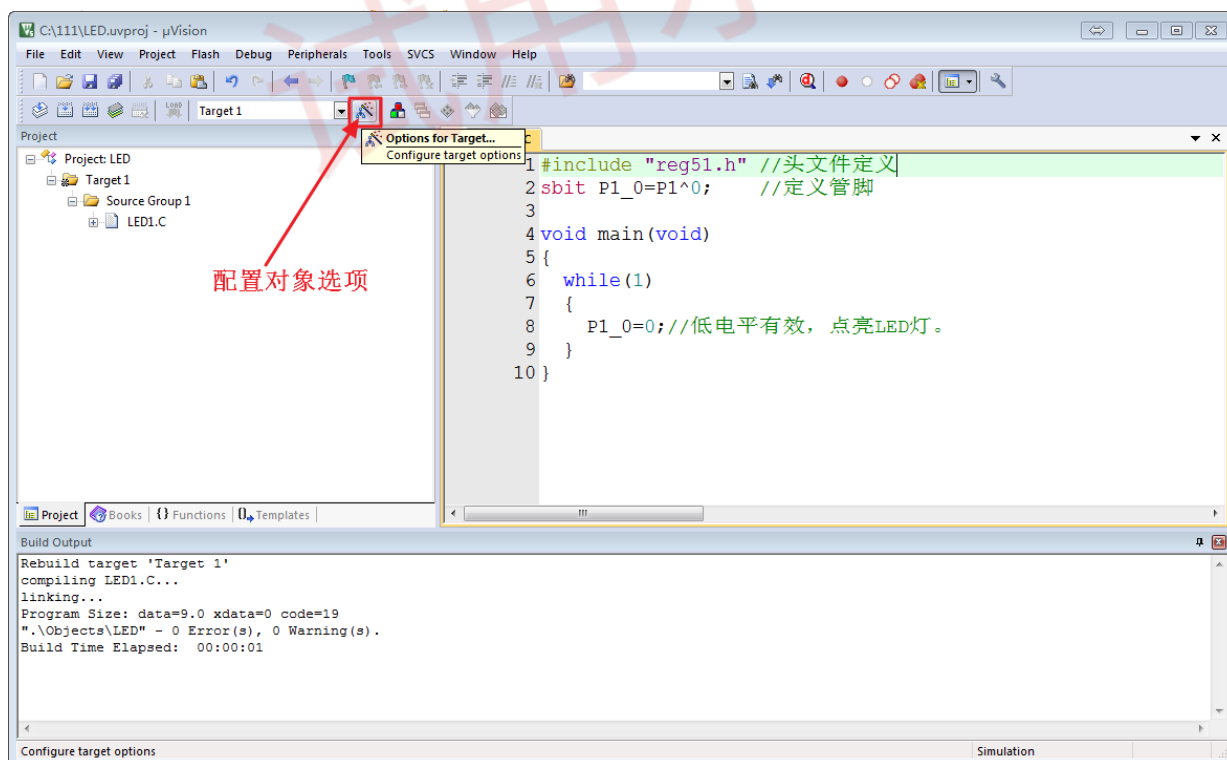 试用水
C:\111\LED.uvproj - µVision
File Edit View Project Flash Debug Peripherals Tools SVCS Window Help
LOAD Target 1
Project
Options for Target...
Configure target options
c
Project: LED
Target 1
Source Group 1
LED1.C
配置对象选项
1 #include "reg51.h" //头文件定义
2 sbit P1_0=P1^0; //定义管脚
3
4 void main(void)
5 {
6 while(1)
7 {
8 P1_0=0;//低电平有效，点亮LED灯。
9 }
10 }
Project Books {} Functions 0 Templates
Build Output
Rebuild target 'Target 1'
compiling LED1.C...
linking...
Program Size: data=9.0 xdata=0 code=19
".\Objects\LED" - 0 Error(s), 0 Warning(s).
Build Time Elapsed: 00:00:01
Configure target options Simulation